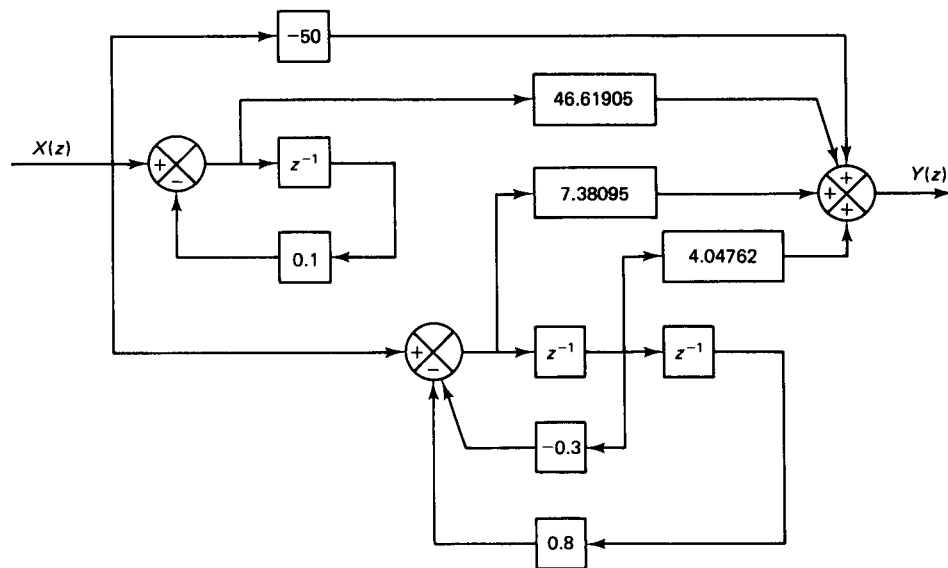 −50
46.61905
X(z)
+
−
z⁻¹
0.1
7.38095
+
+
+
Y(z)
4.04762
+
−
z⁻¹
z⁻¹
−0.3
0.8